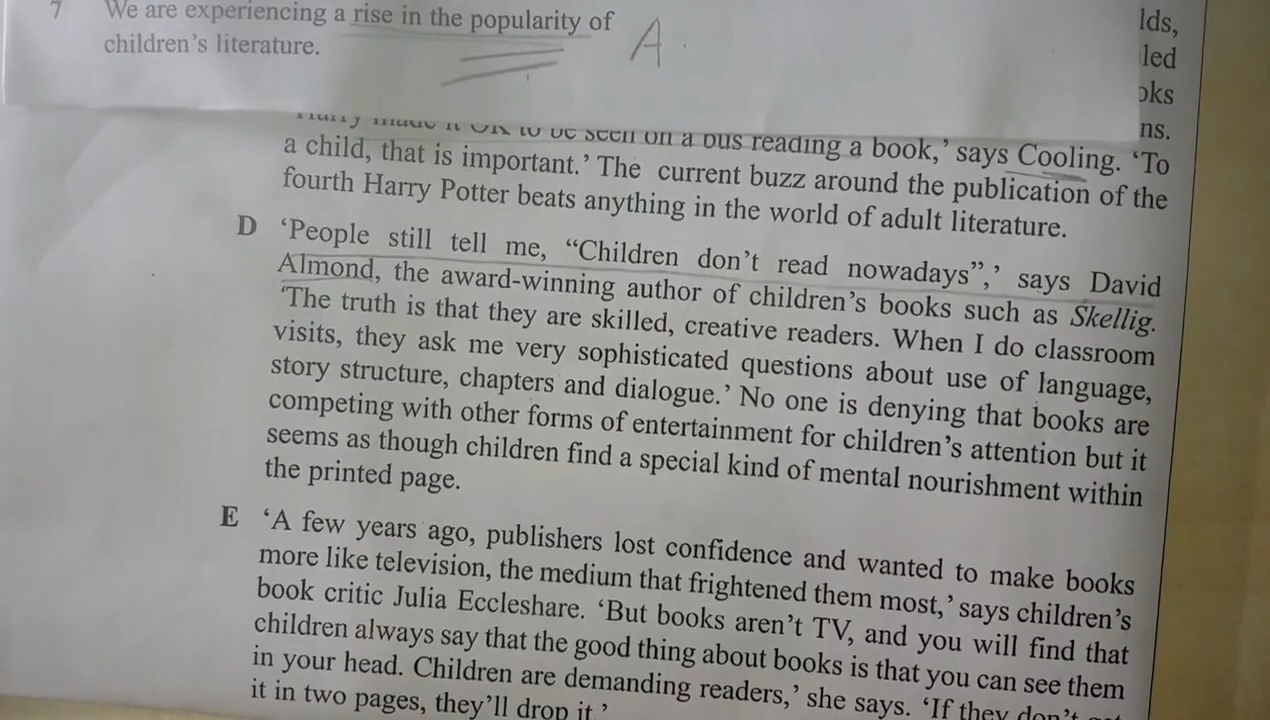 7 We are experiencing a rise in the popularity of
children's literature.
A
lds,
led
oks
ns.
Harry made it OK to be seen on a bus reading a book,' says Cooling. 'To
a child, that is important.' The current buzz around the publication of the
fourth Harry Potter beats anything in the world of adult literature.
D 'People still tell me, “Children don't read nowadays”,' says David
Almond, the award-winning author of children's books such as Skellig.
'The truth is that they are skilled, creative readers. When I do classroom
visits, they ask me very sophisticated questions about use of language,
story structure, chapters and dialogue.' No one is denying that books are
competing with other forms of entertainment for children's attention but it
seems as though children find a special kind of mental nourishment within
the printed page.
E 'A few years ago, publishers lost confidence and wanted to make books
more like television, the medium that frightened them most,' says children's
book critic Julia Eccleshare. 'But books aren't TV, and you will find that
children always say that the good thing about books is that you can see them
in your head. Children are demanding readers,' she says. 'If they don't
it in two pages, they'll drop it.'